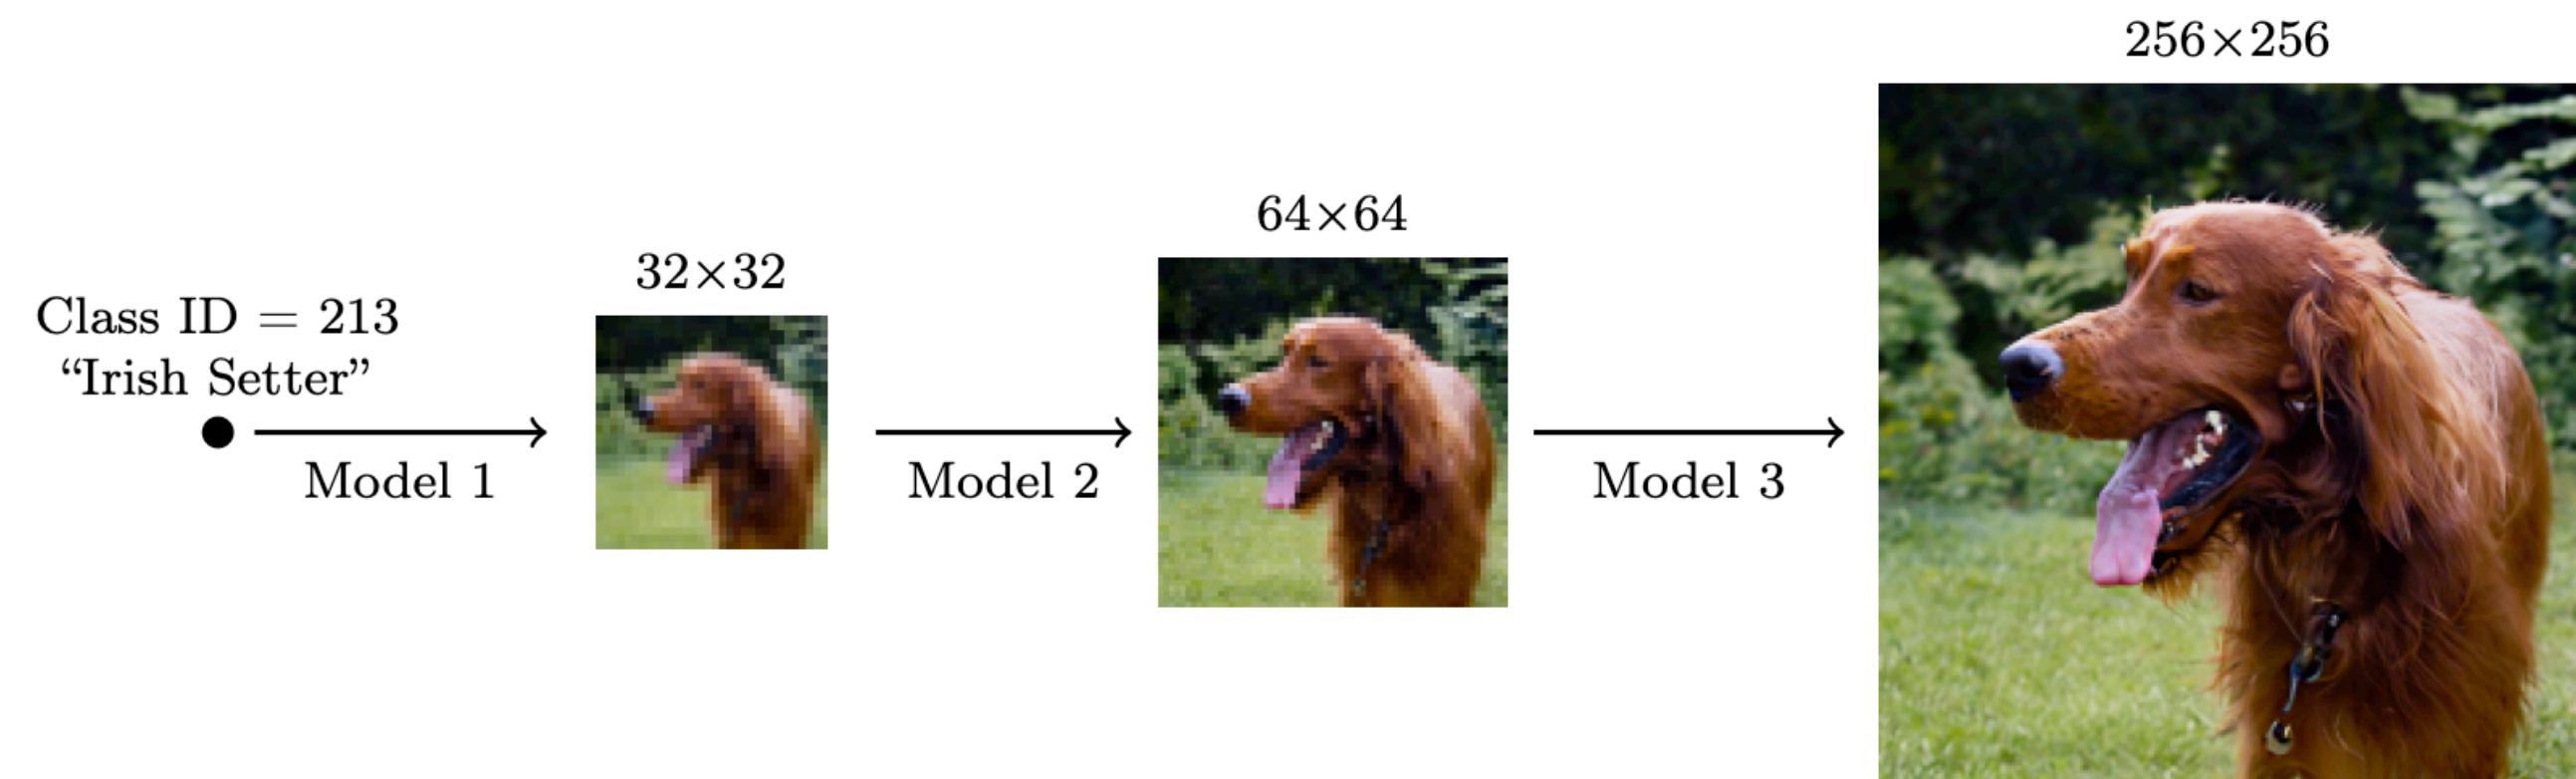 Class ID = 213
“Irish Setter”
Model 1
32×32
Model 2
64×64
Model 3
256×256